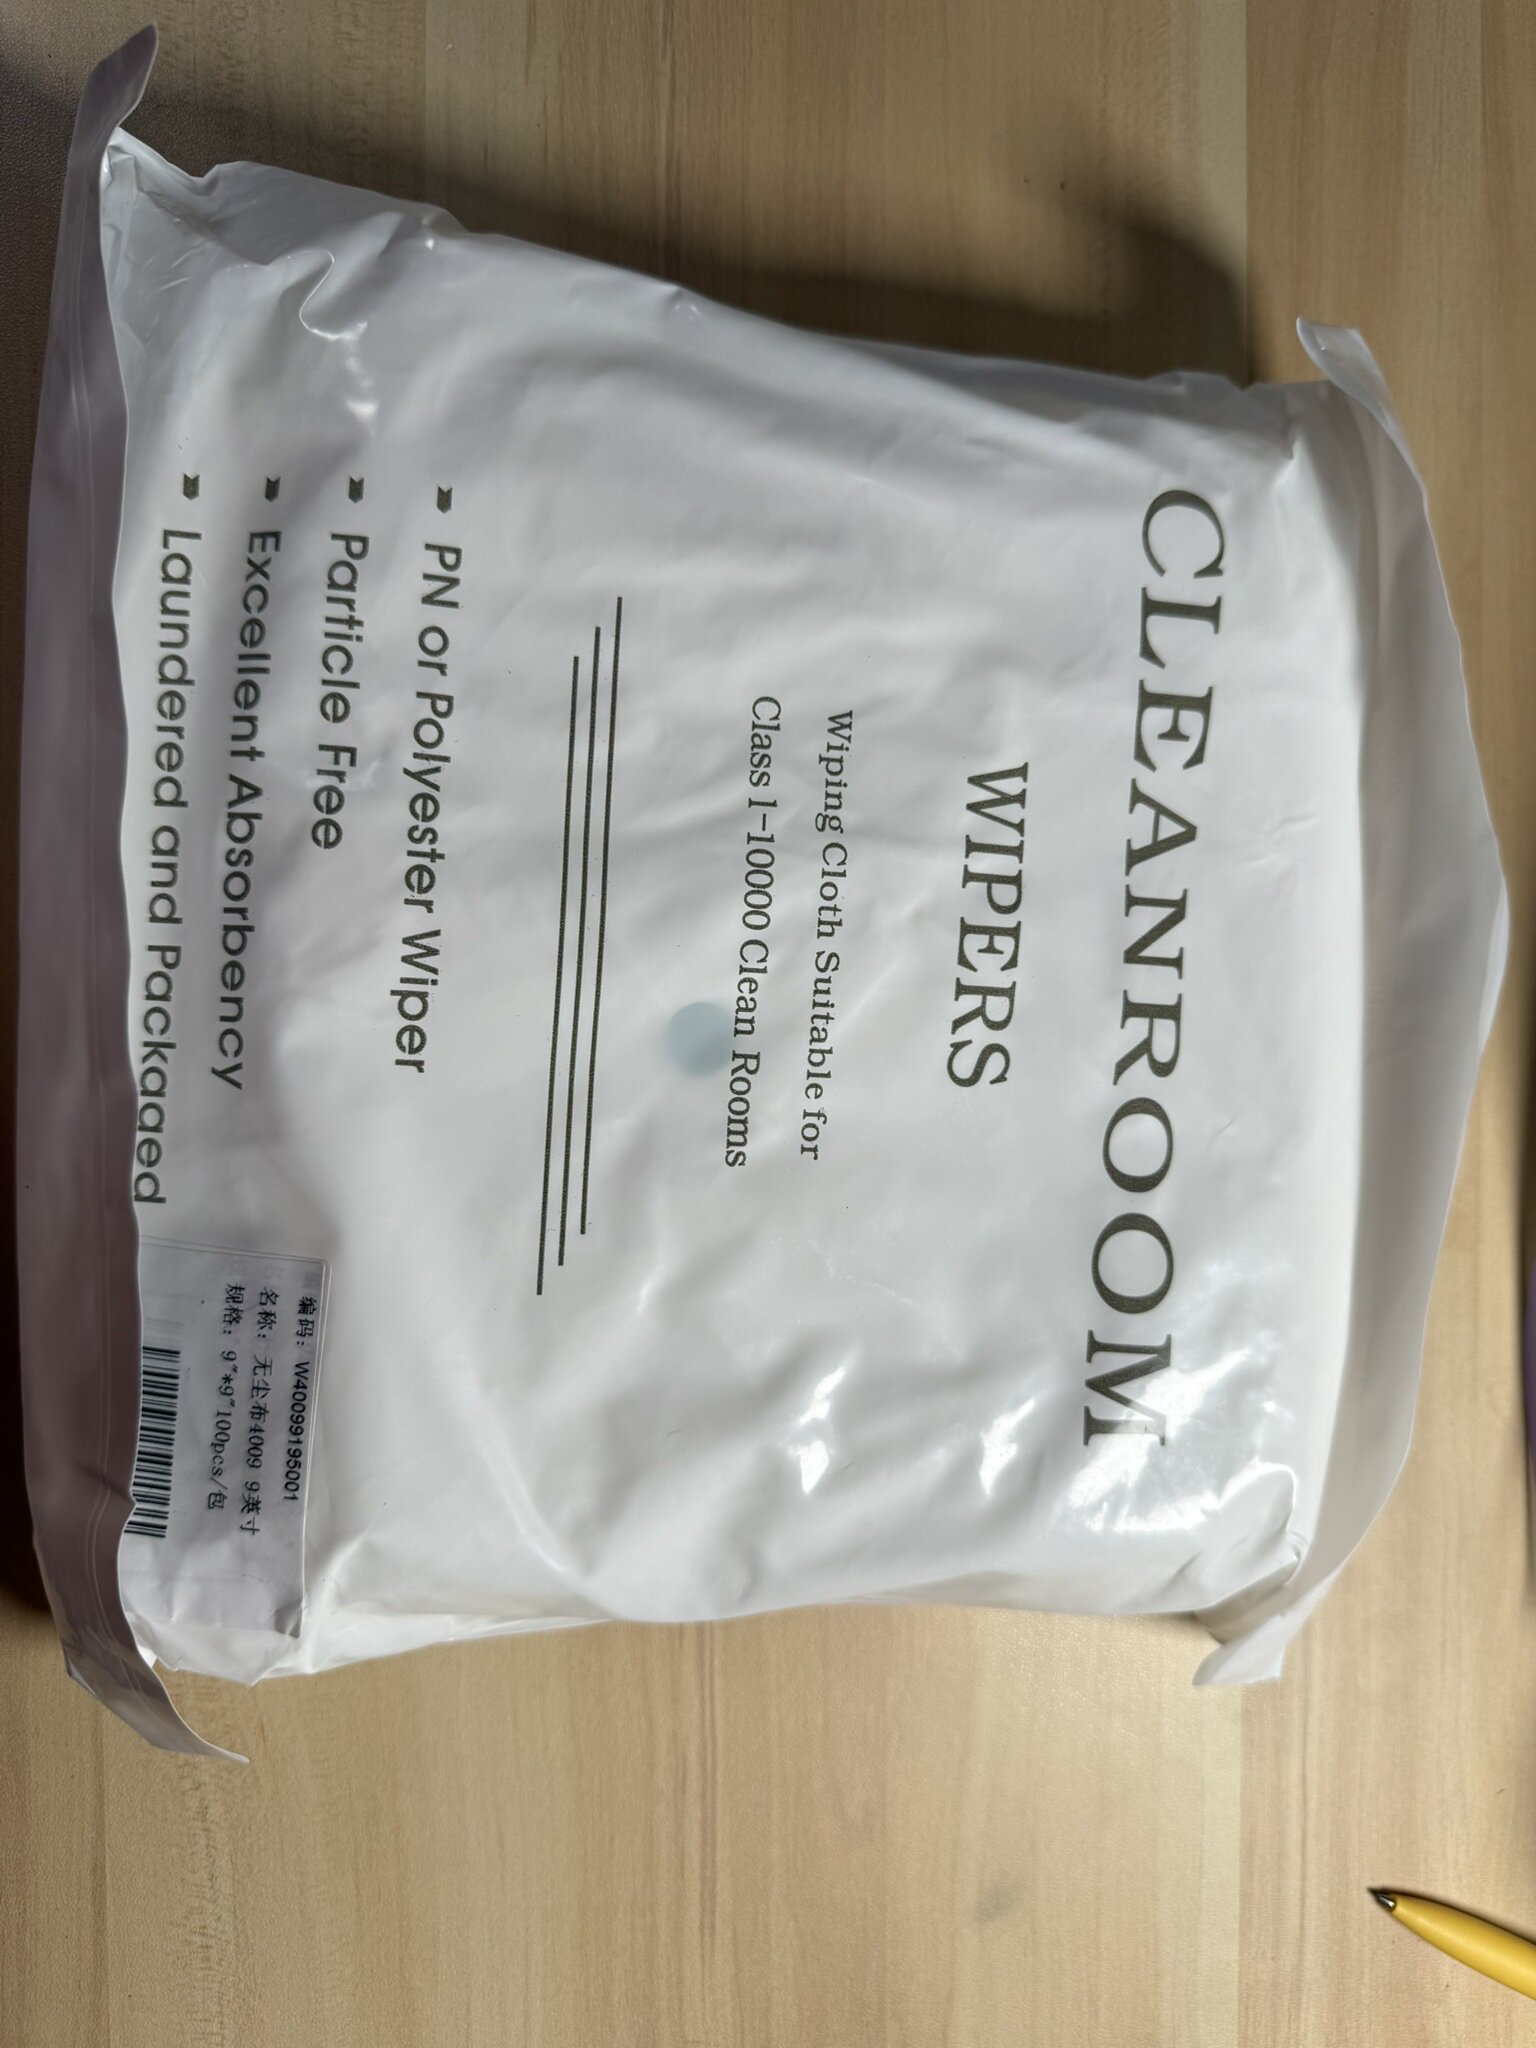 CLEANROOM
WIPERS
Wiping Cloth Suitable for
Class 1-10000 Clean Rooms
PN or Polyester Wiper
Particle Free
Excellent Absorbency
Laundered and Packaged
编码: W4009919S001
名称: 无尘布4009 9英寸
规格: 9"*9"100pcs/包